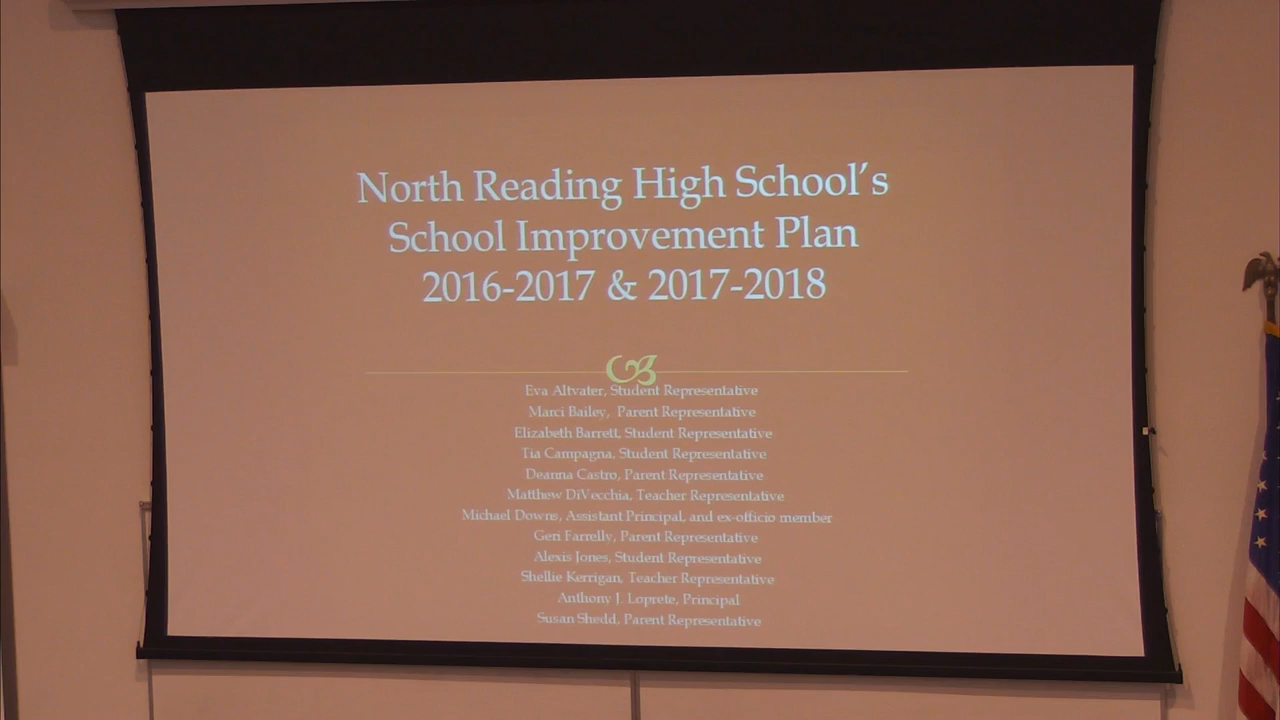 North Reading High School's
School Improvement Plan
2016-2017 & 2017-2018
Eva Altvater, Student Representative
Marci Bailey, Parent Representative
Elizabeth Barrett, Student Representative
Tia Campagna, Student Representative
Deanna Castro, Parent Representative
Matthew DiVecchia, Teacher Representative
Michael Downs, Assistant Principal, and ex-officio member
Geri Farrelly, Parent Representative
Alexis Jones, Student Representative
Shellie Kerrigan, Teacher Representative
Anthony J. Loprete, Principal
Susan Shedd, Parent Representative